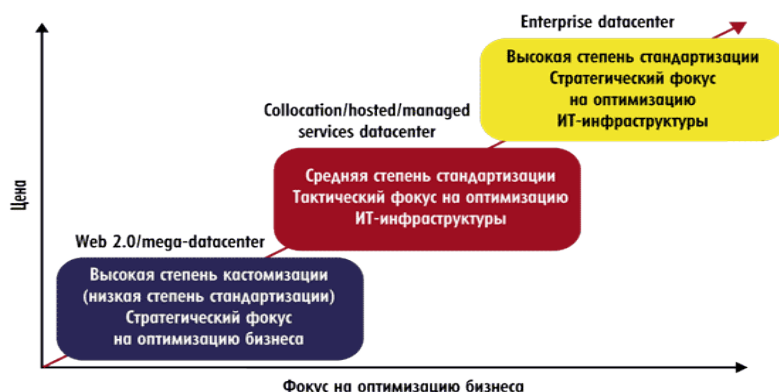 Enterprise datacenter
Высокая степень стандартизации
Стратегический фокус
на оптимизацию
ИТ-инфраструктуры
Collocation/hosted/managed
services datacenter
Средняя степень стандартизации
Тактический фокус на оптимизацию
ИТ-инфраструктуры
Web 2.0/mega-datacenter
Высокая степень кастомизации
(низкая степень стандартизации)
Стратегический фокус
на оптимизацию бизнеса
Цена
Фокус на оптимизацию бизнеса